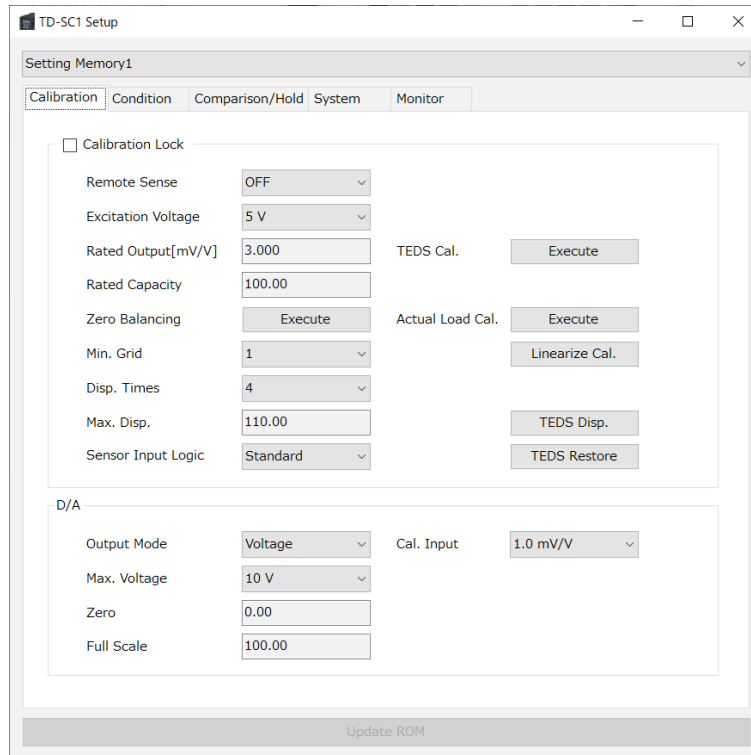 TD-SC1 Setup
Setting Memory1
Calibration Condition Comparison/Hold System Monitor
Calibration Lock
Remote Sense OFF
Excitation Voltage 5 V
Rated Output[mV/V] 3.000 TEDS Cal. Execute
Rated Capacity 100.00
Zero Balancing Execute Actual Load Cal. Execute
Min. Grid 1 Linearize Cal.
Disp. Times 4
Max. Disp. 110.00 TEDS Disp.
Sensor Input Logic Standard TEDS Restore
D/A
Output Mode Voltage Cal. Input 1.0 mV/V
Max. Voltage 10 V
Zero 0.00
Full Scale 100.00
Update ROM